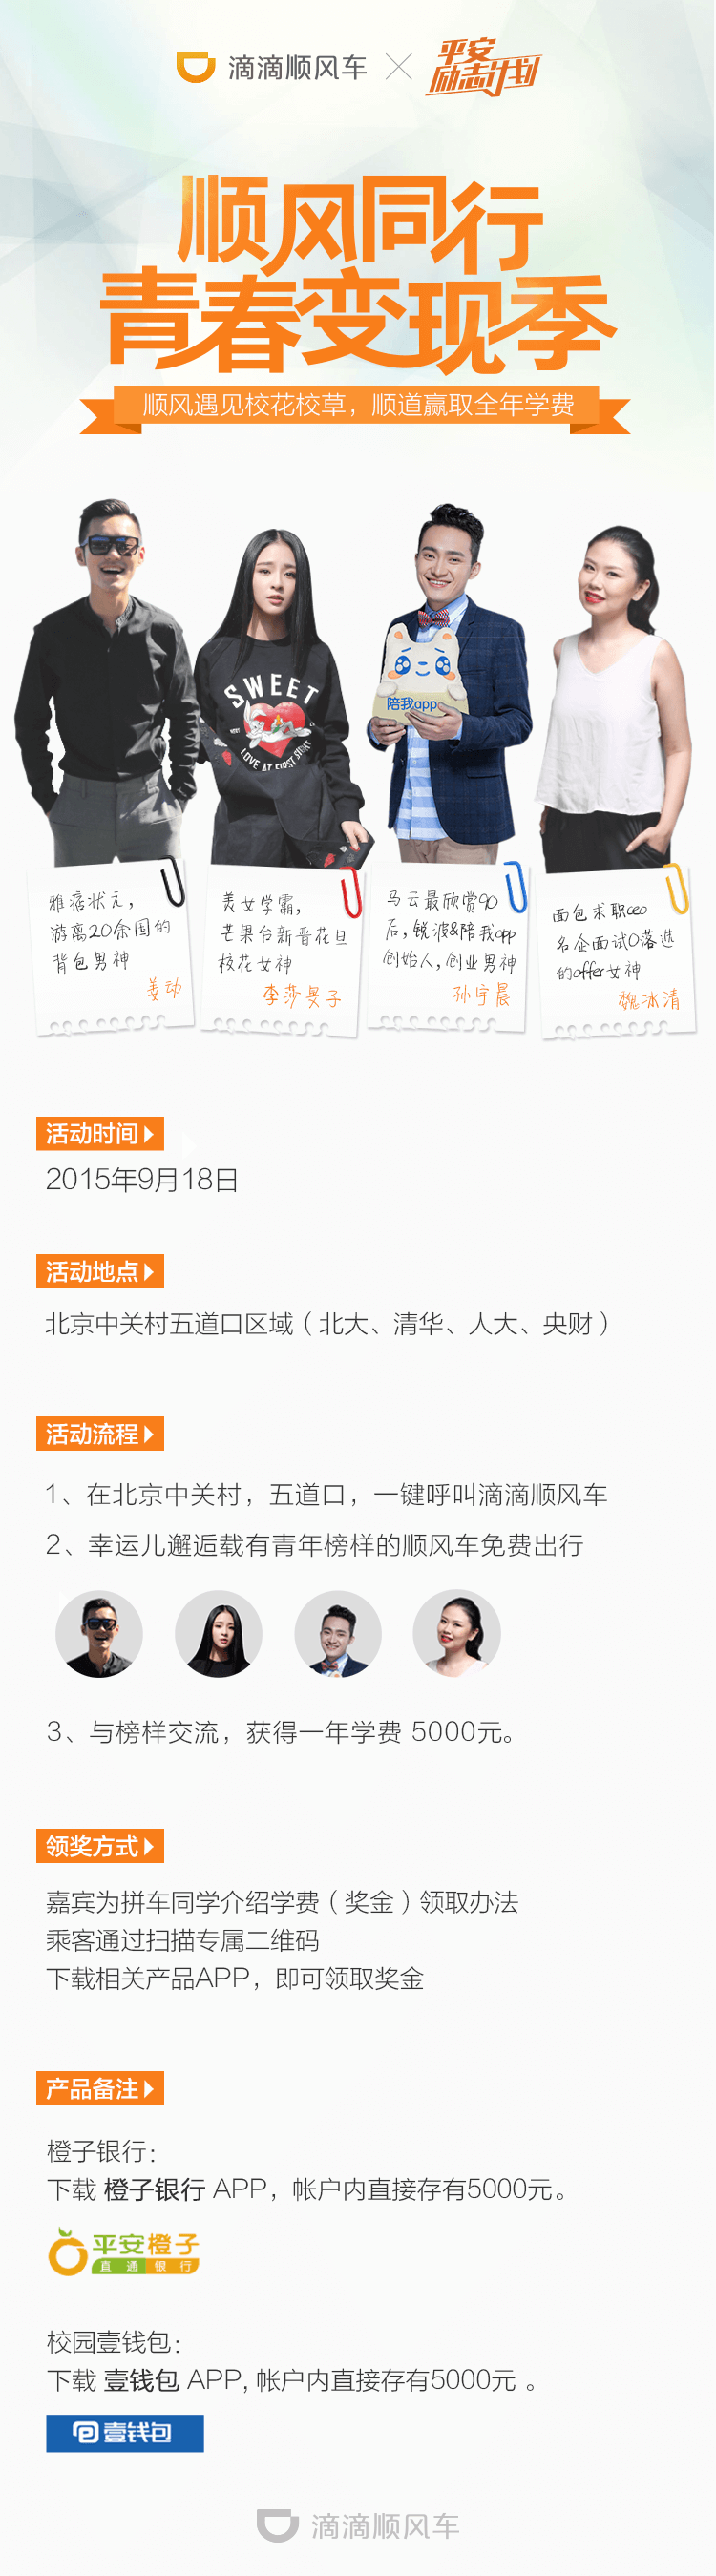 滴滴顺风车 × 平安励志计划
顺风同行
青春变现季
顺风遇见校花校草，顺道赢取全年学费
SWEET
LOVE AT FIRST SIGHT
陪我app
雅痞状元，
游离20余国的
背包男神
姜动
美女学霸，
芒果台新晋花旦
校花女神
李莎旻子
马云最欣赏90
后，锐波&陪我app
创始人，创业男神
孙宇晨
面包求职ceo
名企面试0落选
的offer女神
魏冰清
活动时间
2015年9月18日
活动地点
北京中关村五道口区域（北大、清华、人大、央财）
活动流程
1、在北京中关村，五道口，一键呼叫滴滴顺风车
2、幸运儿邂逅载有青年榜样的顺风车免费出行
3、与榜样交流，获得一年学费 5000元。
领奖方式
嘉宾为拼车同学介绍学费（奖金）领取办法
乘客通过扫描专属二维码
下载相关产品APP，即可领取奖金
产品备注
橙子银行：
下载 橙子银行 APP，帐户内直接存有5000元。
平安橙子
直通银行
校园壹钱包：
下载 壹钱包 APP, 帐户内直接存有5000元 。
壹钱包
滴滴顺风车